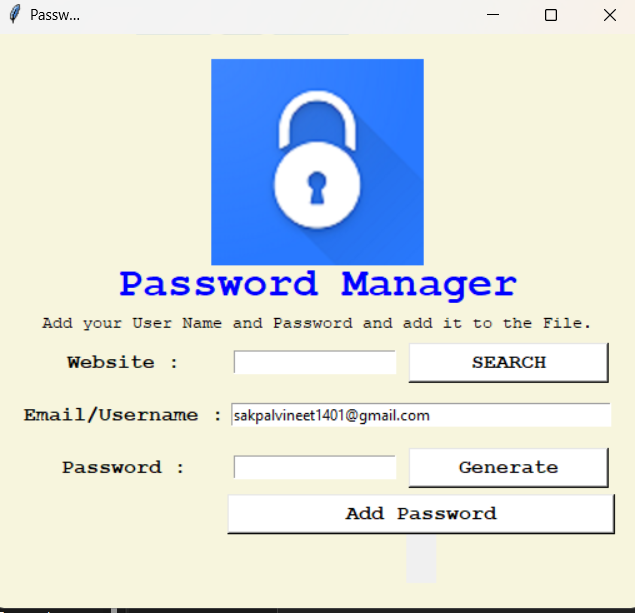 Passw...
Password Manager
Add your User Name and Password and add it to the File.
Website :
SEARCH
Email/Username : sakpalvineet1401@gmail.com
Password :
Generate
Add Password